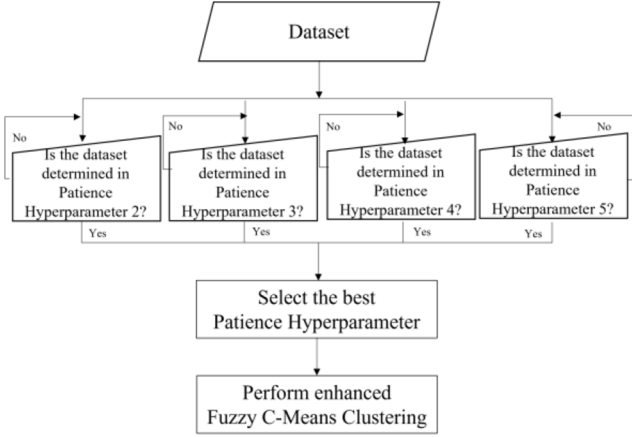 Dataset
No
No
No
No
Is the dataset
determined in
Patience
Hyperparameter 2?
Is the dataset
determined in
Patience
Hyperparameter 3?
Is the dataset
determined in
Patience
Hyperparameter 4?
Is the dataset
determined in
Patience
Hyperparameter 5?
Yes
Yes
Yes
Yes
Select the best
Patience Hyperparameter
Perform enhanced
Fuzzy C-Means Clustering